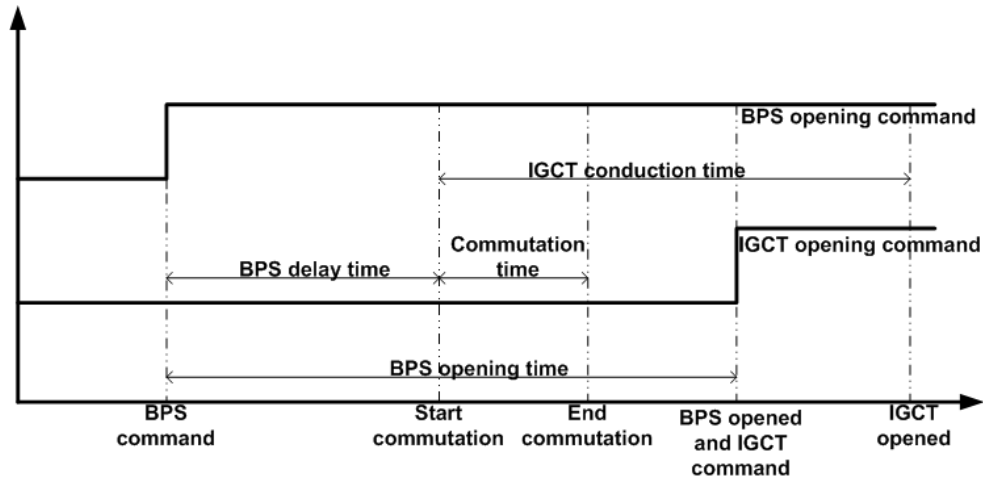 BPS opening command
IGCT conduction time
Commutation
time
IGCT opening command
BPS delay time
BPS opening time
BPS
command
Start
commutation
End
commutation
BPS opened
and IGCT
command
IGCT
opened